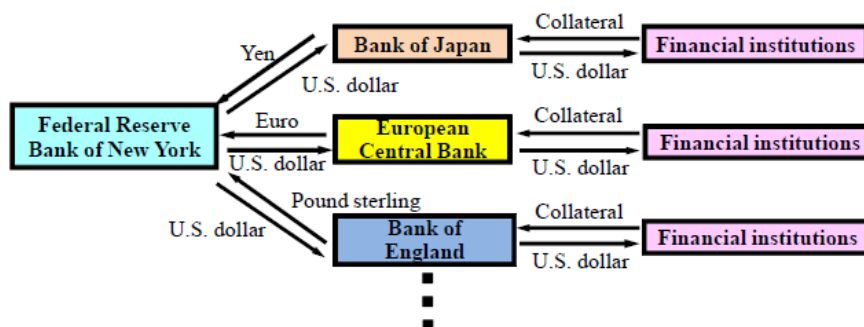 Collateral
Yen
Bank of Japan
Financial institutions
U.S. dollar
U.S. dollar
Federal Reserve
Bank of New York
Euro
U.S. dollar
European
Central Bank
Collateral
U.S. dollar
Financial institutions
Pound sterling
U.S. dollar
Bank of
England
Collateral
U.S. dollar
Financial institutions